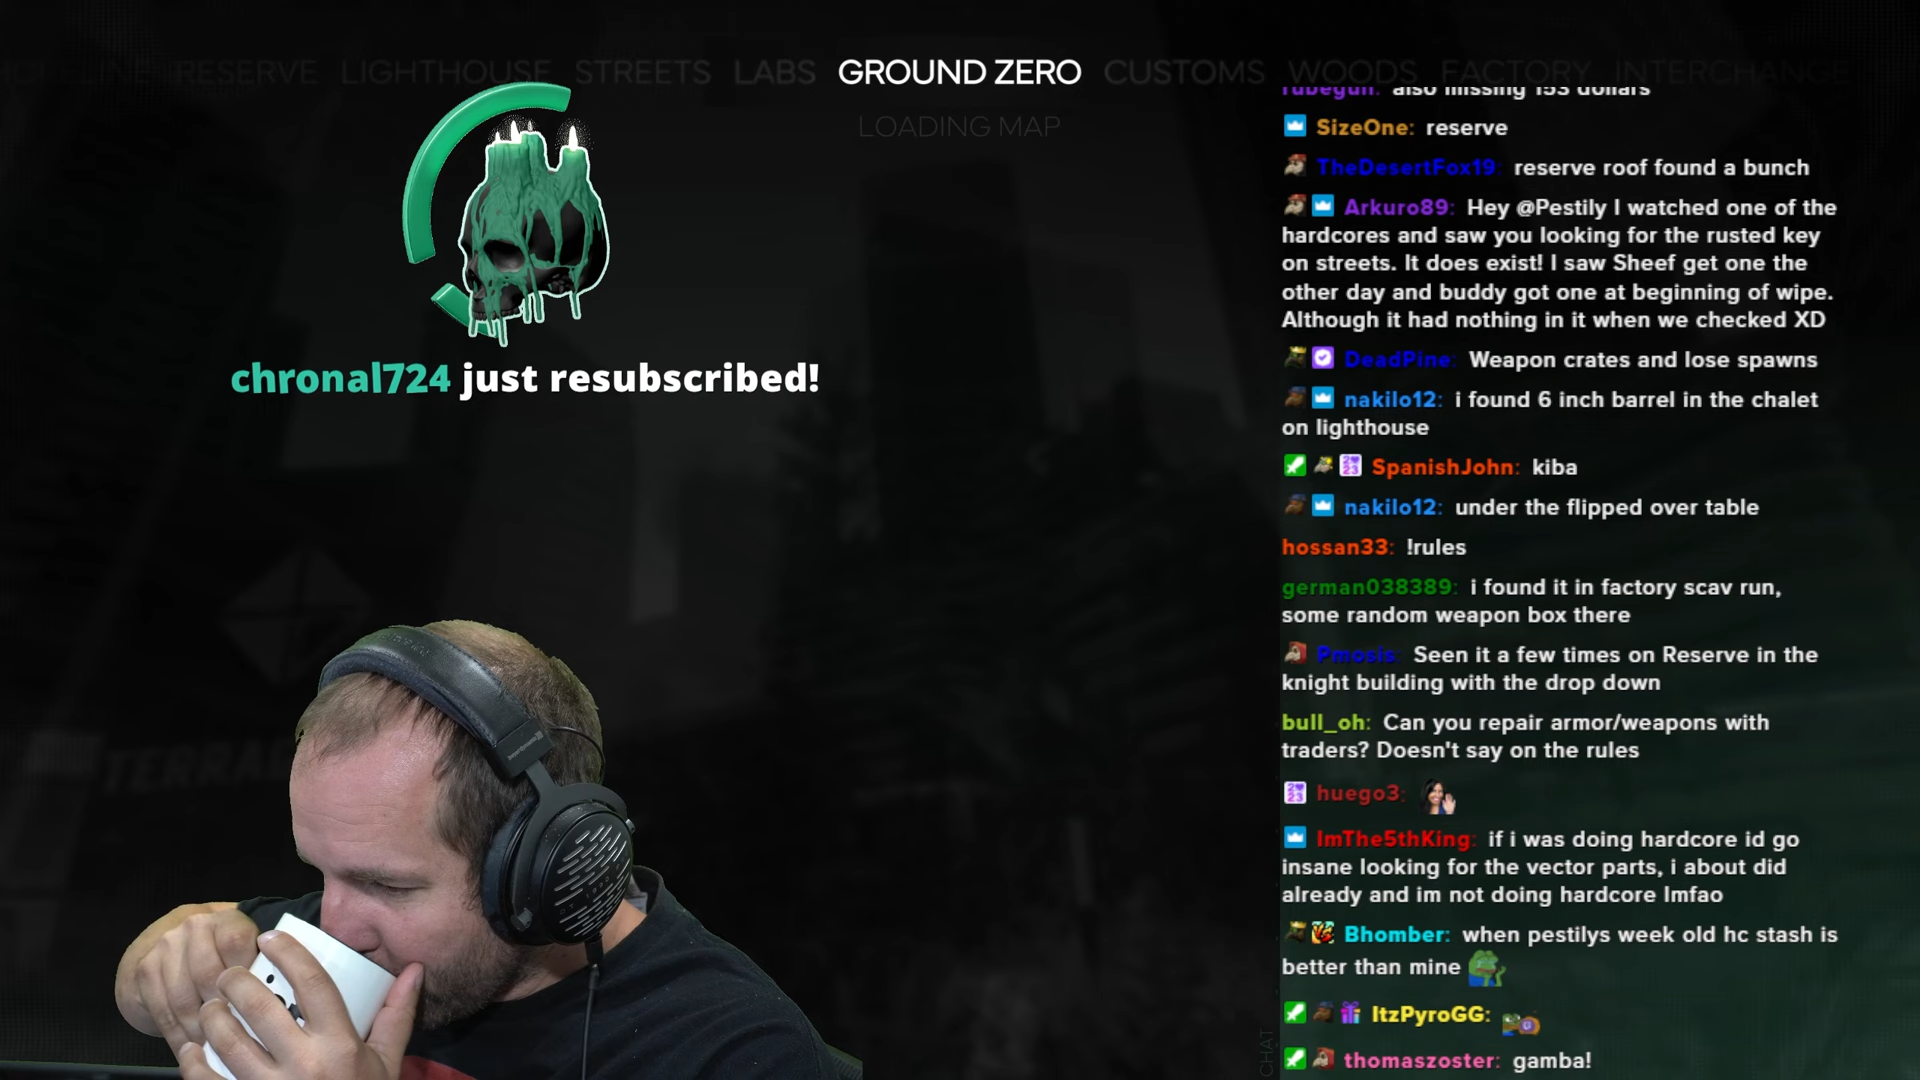 RESERVE LIGHTHOUSE STREETS LABS GROUND ZERO CUSTOMS WOODS FACTORY INTERCHANGE
LOADING MAP
chronal724 just resubscribed!
TERRA
rubegun: also missing 153 dollars
SizeOne: reserve
TheDesertFox19: reserve roof found a bunch
Arkuro89: Hey @Pestily I watched one of the
hardcores and saw you looking for the rusted key
on streets. It does exist! I saw Sheef get one the
other day and buddy got one at beginning of wipe.
Although it had nothing in it when we checked XD
DeadPine: Weapon crates and lose spawns
nakilo12: i found 6 inch barrel in the chalet
on lighthouse
SpanishJohn: kiba
nakilo12: under the flipped over table
hossan33: !rules
german038389: i found it in factory scav run,
some random weapon box there
Pmosis: Seen it a few times on Reserve in the
knight building with the drop down
bull_oh: Can you repair armor/weapons with
traders? Doesn't say on the rules
huego3:
ImThe5thKing: if i was doing hardcore id go
insane looking for the vector parts, i about did
already and im not doing hardcore lmfao
Bhomber: when pestilys week old hc stash is
better than mine
ItzPyroGG:
thomaszoster: gamba!
CHAT